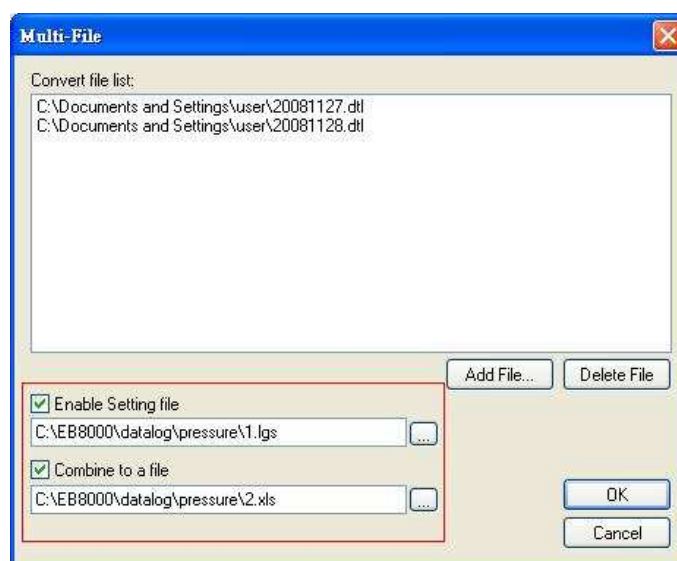 Multi-File
Convert file list:
C:\Documents and Settings\user\20081127.dtl
C:\Documents and Settings\user\20081128.dtl
Add File...
Delete File
Enable Setting file
C:\EB8000\datalog\pressure\1.lgs
...
Combine to a file
C:\EB8000\datalog\pressure\2.xls
...
OK
Cancel